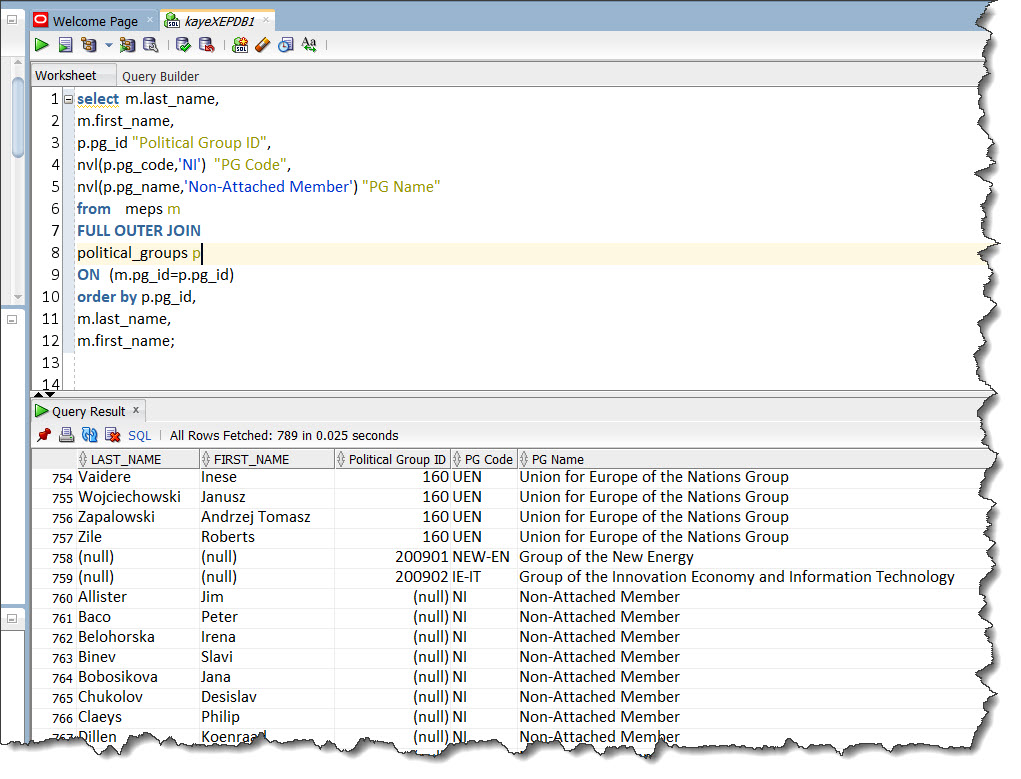 Welcome Page × kayeXEPDB1 ×
Worksheet Query Builder
1 select m.last_name,
2 m.first_name,
3 p.pg_id "Political Group ID",
4 nvl(p.pg_code,'NI') "PG Code",
5 nvl(p.pg_name,'Non-Attached Member') "PG Name"
6 from meps m
7 FULL OUTER JOIN
8 political_groups p
9 ON (m.pg_id=p.pg_id)
10 order by p.pg_id,
11 m.last_name,
12 m.first_name;
13
14
Query Result ×
SQL | All Rows Fetched: 789 in 0.025 seconds
LAST_NAME FIRST_NAME Political Group ID PG Code PG Name
754 Vaidere Inese 160 UEN Union for Europe of the Nations Group
755 Wojciechowski Janusz 160 UEN Union for Europe of the Nations Group
756 Zapalowski Andrzej Tomasz 160 UEN Union for Europe of the Nations Group
757 Zile Roberts 160 UEN Union for Europe of the Nations Group
758 (null) (null) 200901 NEW-EN Group of the New Energy
759 (null) (null) 200902 IE-IT Group of the Innovation Economy and Information Technology
760 Allister Jim (null) NI Non-Attached Member
761 Baco Peter (null) NI Non-Attached Member
762 Belohorska Irena (null) NI Non-Attached Member
763 Binev Slavi (null) NI Non-Attached Member
764 Bobosikova Jana (null) NI Non-Attached Member
765 Chukolov Desislav (null) NI Non-Attached Member
766 Claeys Philip (null) NI Non-Attached Member
767 Dillen Koenraad (null) NI Non-Attached Member